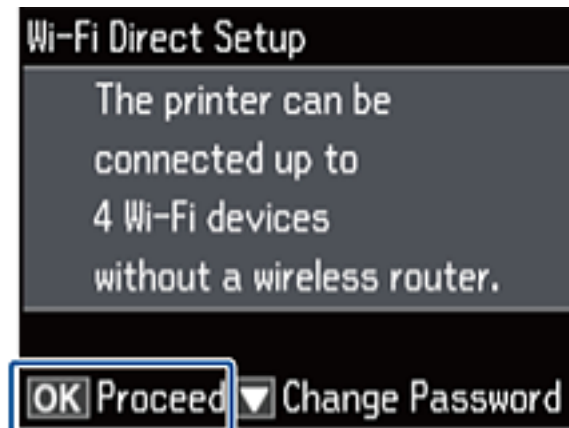 Wi-Fi Direct Setup
The printer can be
connected up to
4 Wi-Fi devices
without a wireless router.
OK Proceed ▼ Change Password